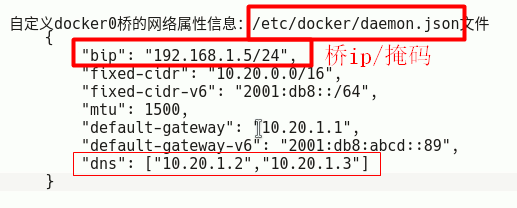 自定义docker0桥的网络属性信息：/etc/docker/daemon.json文件
{
"bip": "192.168.1.5/24", 桥ip/掩码
"fixed-cidr": "10.20.0.0/16",
"fixed-cidr-v6": "2001:db8::/64",
"mtu": 1500,
"default-gateway": "10.20.1.1",
"default-gateway-v6": "2001:db8:abcd::89",
"dns": ["10.20.1.2","10.20.1.3"]
}